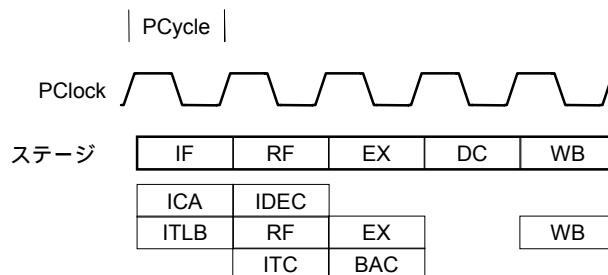 PCycle
PClock
ステージ IF RF EX DC WB
ICA IDEC
ITLB RF EX WB
ITC BAC